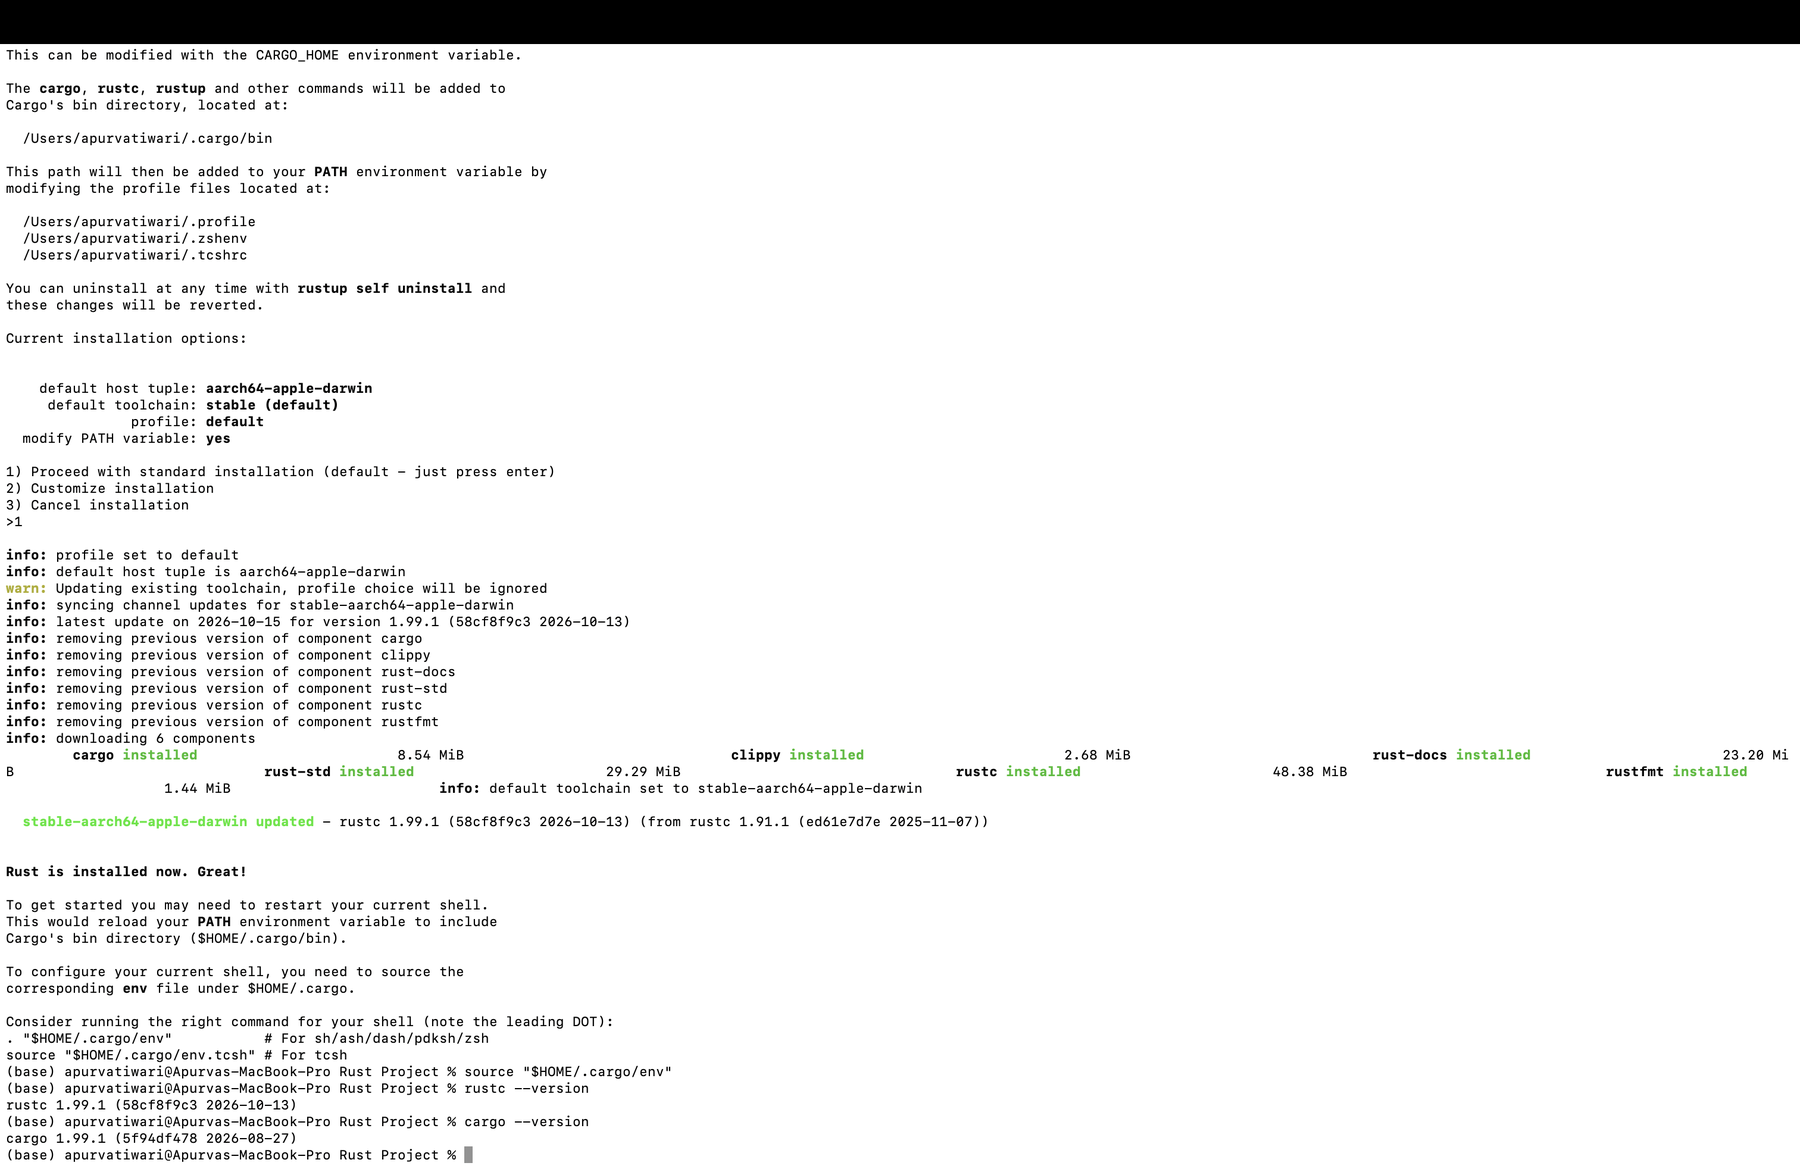 This can be modified with the CARGO_HOME environment variable.
The cargo, rustc, rustup and other commands will be added to
Cargo's bin directory, located at:
/Users/apurvatiwari/.cargo/bin
This path will then be added to your PATH environment variable by
modifying the profile files located at:
/Users/apurvatiwari/.profile
/Users/apurvatiwari/.zshenv
/Users/apurvatiwari/.tcshrc
You can uninstall at any time with rustup self uninstall and
these changes will be reverted.
Current installation options:
default host tuple: aarch64-apple-darwin
default toolchain: stable (default)
profile: default
modify PATH variable: yes
1) Proceed with standard installation (default - just press enter)
2) Customize installation
3) Cancel installation
>1
info: profile set to default
info: default host tuple is aarch64-apple-darwin
warn: Updating existing toolchain, profile choice will be ignored
info: syncing channel updates for stable-aarch64-apple-darwin
info: latest update on 2026-10-15 for version 1.99.1 (58cf8f9c3 2026-10-13)
info: removing previous version of component cargo
info: removing previous version of component clippy
info: removing previous version of component rust-docs
info: removing previous version of component rust-std
info: removing previous version of component rustc
info: removing previous version of component rustfmt
info: downloading 6 components
cargo installed 8.54 MiB clippy installed 2.68 MiB rust-docs installed 23.20 Mi
B rust-std installed 29.29 MiB rustc installed 48.38 MiB rustfmt installed
1.44 MiB info: default toolchain set to stable-aarch64-apple-darwin
stable-aarch64-apple-darwin updated - rustc 1.99.1 (58cf8f9c3 2026-10-13) (from rustc 1.91.1 (ed61e7d7e 2025-11-07))
Rust is installed now. Great!
To get started you may need to restart your current shell.
This would reload your PATH environment variable to include
Cargo's bin directory ($HOME/.cargo/bin).
To configure your current shell, you need to source the
corresponding env file under $HOME/.cargo.
Consider running the right command for your shell (note the leading DOT):
. "$HOME/.cargo/env" # For sh/ash/dash/pdksh/zsh
source "$HOME/.cargo/env.tcsh" # For tcsh
(base) apurvatiwari@Apurvas-MacBook-Pro Rust Project % source "$HOME/.cargo/env"
(base) apurvatiwari@Apurvas-MacBook-Pro Rust Project % rustc --version
rustc 1.99.1 (58cf8f9c3 2026-10-13)
(base) apurvatiwari@Apurvas-MacBook-Pro Rust Project % cargo --version
cargo 1.99.1 (5f94df478 2026-08-27)
(base) apurvatiwari@Apurvas-MacBook-Pro Rust Project %